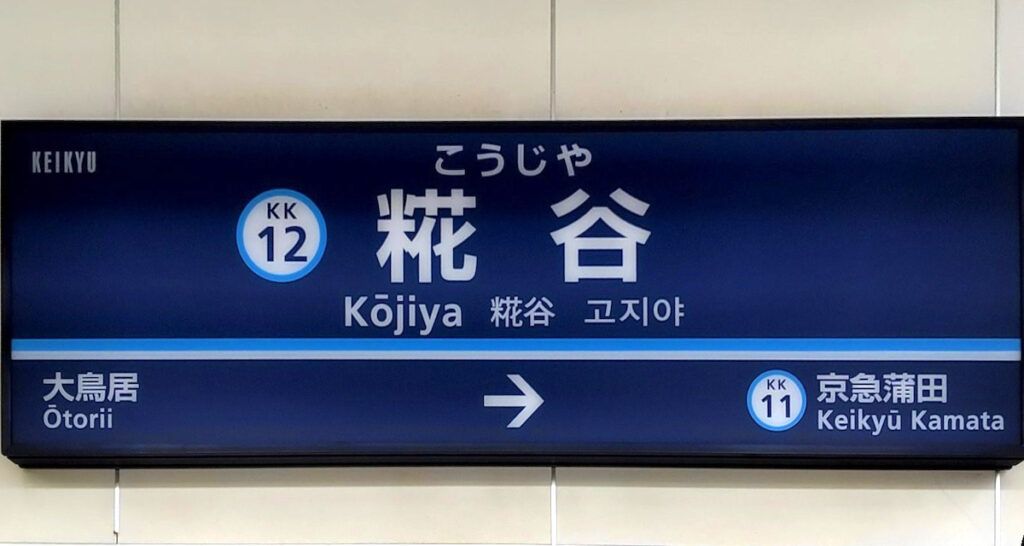 KEIKYU
こうじや
KK
12
糀谷
Kōjiya 糀谷 고지야
大鳥居
Ōtorii
→
KK
11
京急蒲田
Keikyū Kamata